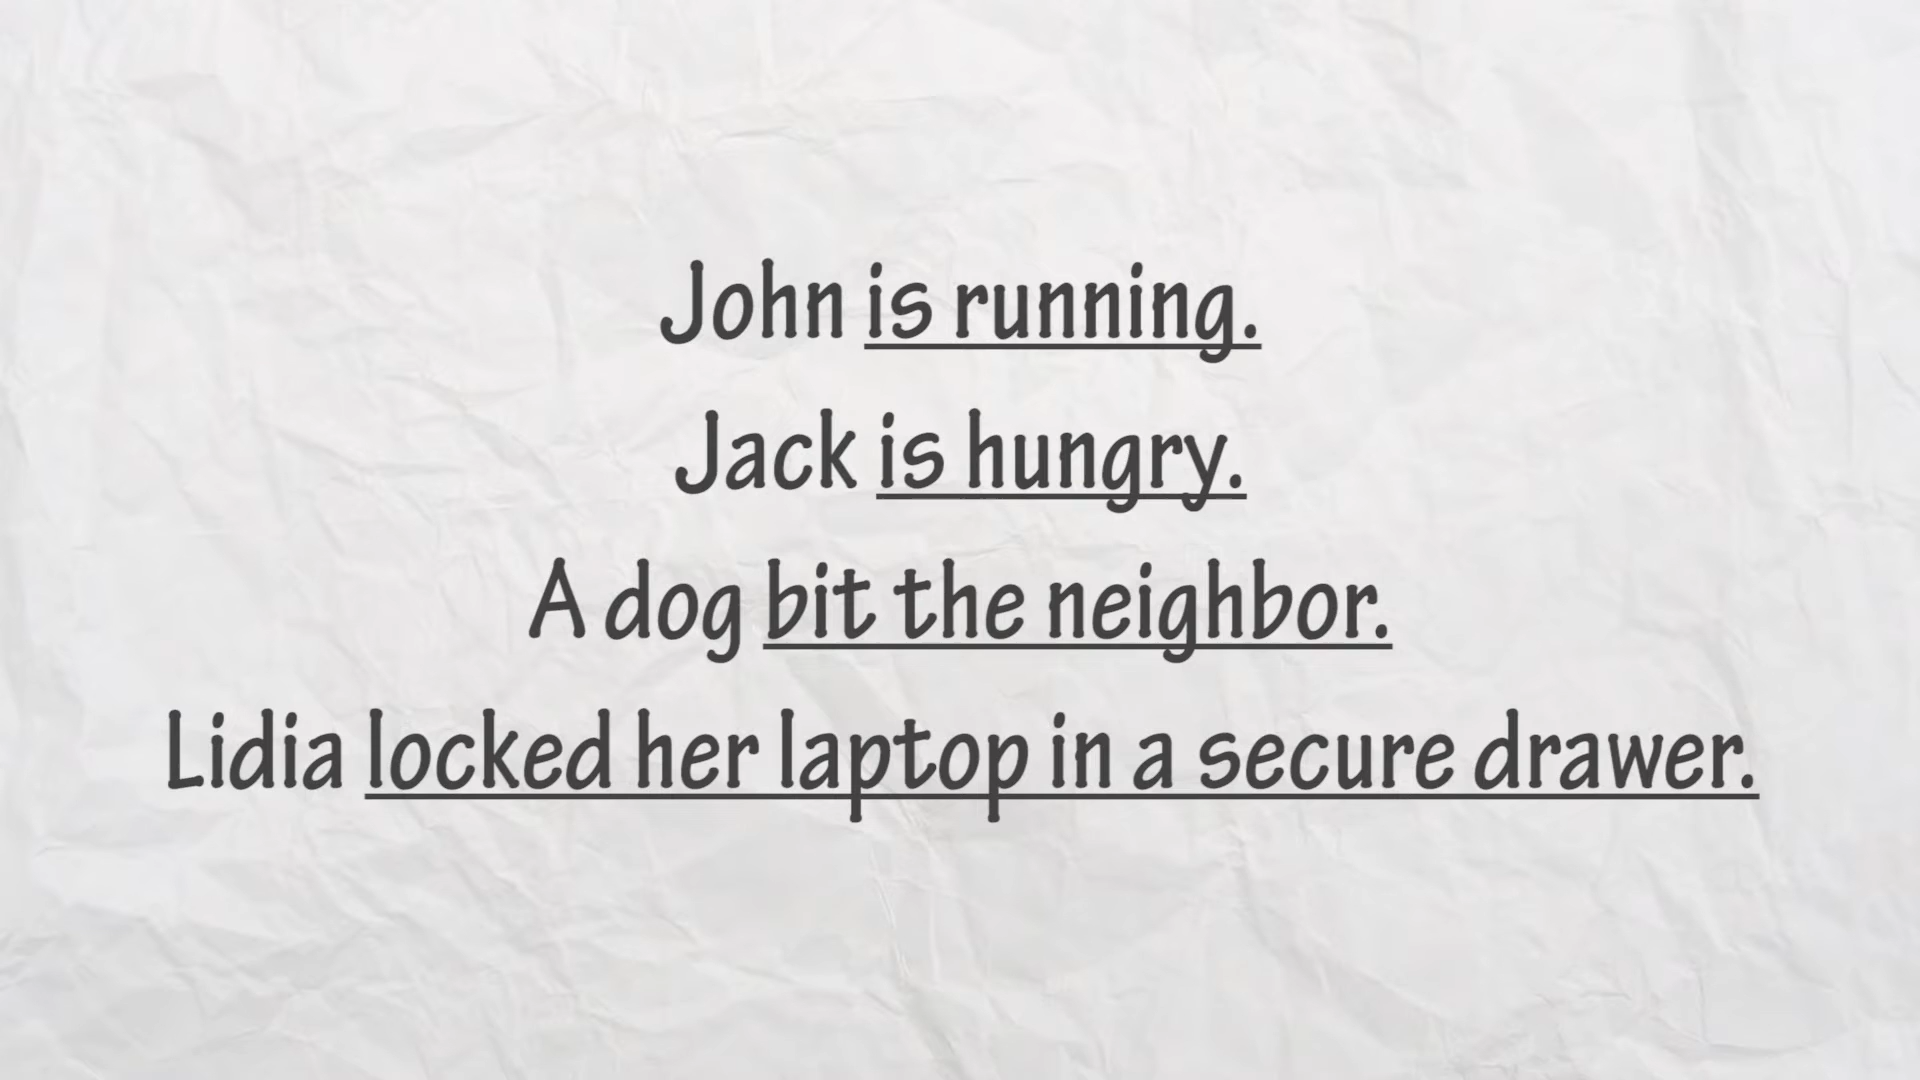 John is running.
Jack is hungry.
A dog bit the neighbor.
Lidia locked her laptop in a secure drawer.